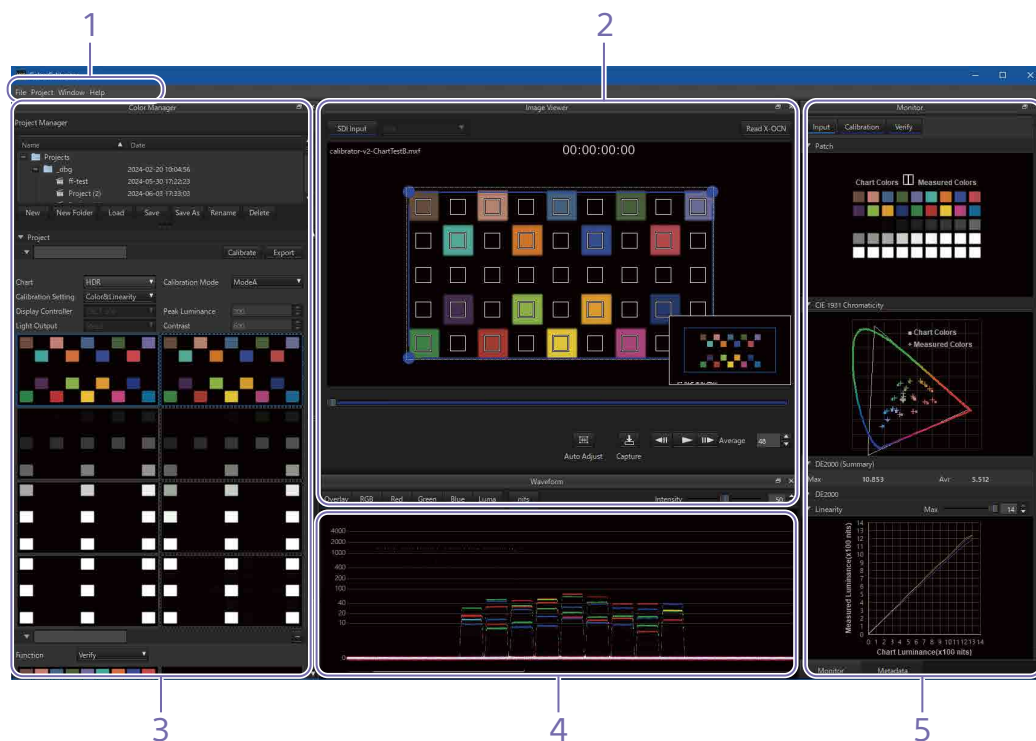 1
2
File Project Window Help
Color Manager
Project Manager
Name Date
Projects
_dbg 2024-02-20 10:04:56
ff-test 2024-05-30 17:22:23
Project (2) 2024-06-03 17:33:03
New New Folder Load Save Save As Rename Delete
Project
Calibrate Export
Chart HDR Calibration Mode ModeA
Calibration Setting Color&Linearity
Display Controller Peak Luminance
Light Output Contrast
Function Verify
Image Viewer
SDI Input Read X-OCN
calibrator-v2-ChartTestB.mxf 00:00:00:00
Auto Adjust Capture Average 48
Waveform
Overlay RGB Red Green Blue Luma nits Intensity 50
4000
2000
1000
400
200
100
40
20
10
0
Monitor
Input Calibration Verify
Patch
Chart Colors Measured Colors
CIE 1931 Chromaticity
Chart Colors
Measured Colors
DE2000 (Summary)
Max 10.853 Avr 5.512
DE2000
Linearity Max 14
Measured Luminance(x100 nits)
14
13
12
11
10
9
8
7
6
5
4
3
2
1
0
0 1 2 3 4 5 6 7 8 9 10 11 12 13 14
Chart Luminance(x100 nits)
Monitor Metadata
3
4
5